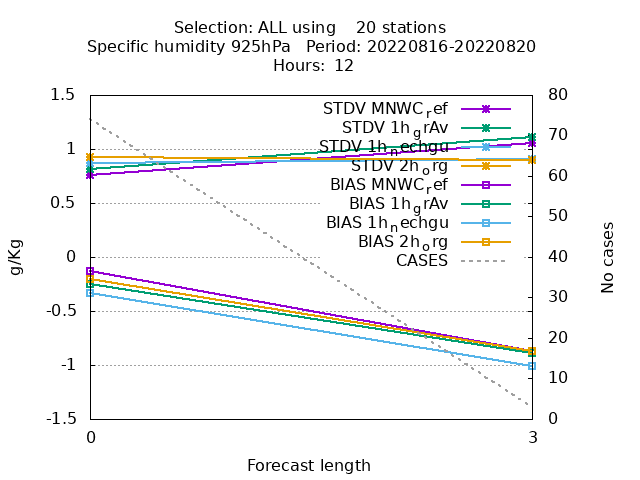 Selection: ALL using    20 stations
Specific humidity 925hPa   Period: 20220816-20220820
Hours:  12
1.5
1
0.5
0
-0.5
-1
-1.5
g/Kg
80
70
60
50
40
30
20
10
0
No cases
STDV MNWC_ref
STDV 1h_grAv
STDV 1h_nechgu
STDV 2h_org
BIAS MNWC_ref
BIAS 1h_grAv
BIAS 1h_nechgu
BIAS 2h_org
CASES
0
3
Forecast length